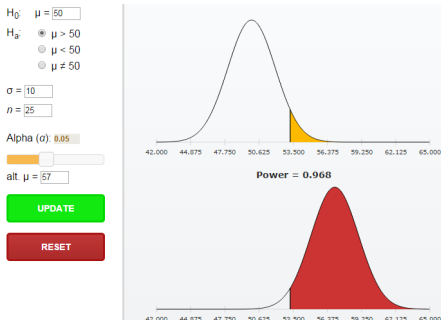 H0: μ = 50
Ha: μ > 50
μ < 50
μ ≠ 50
σ = 10
n = 25
Alpha (α): 0.05
alt. μ = 57
UPDATE
RESET
42.000 44.875 47.750 50.625 53.500 56.375 59.250 62.125 65.000
Power = 0.968
42.000 44.875 47.750 50.625 53.500 56.375 59.250 62.125 65.000